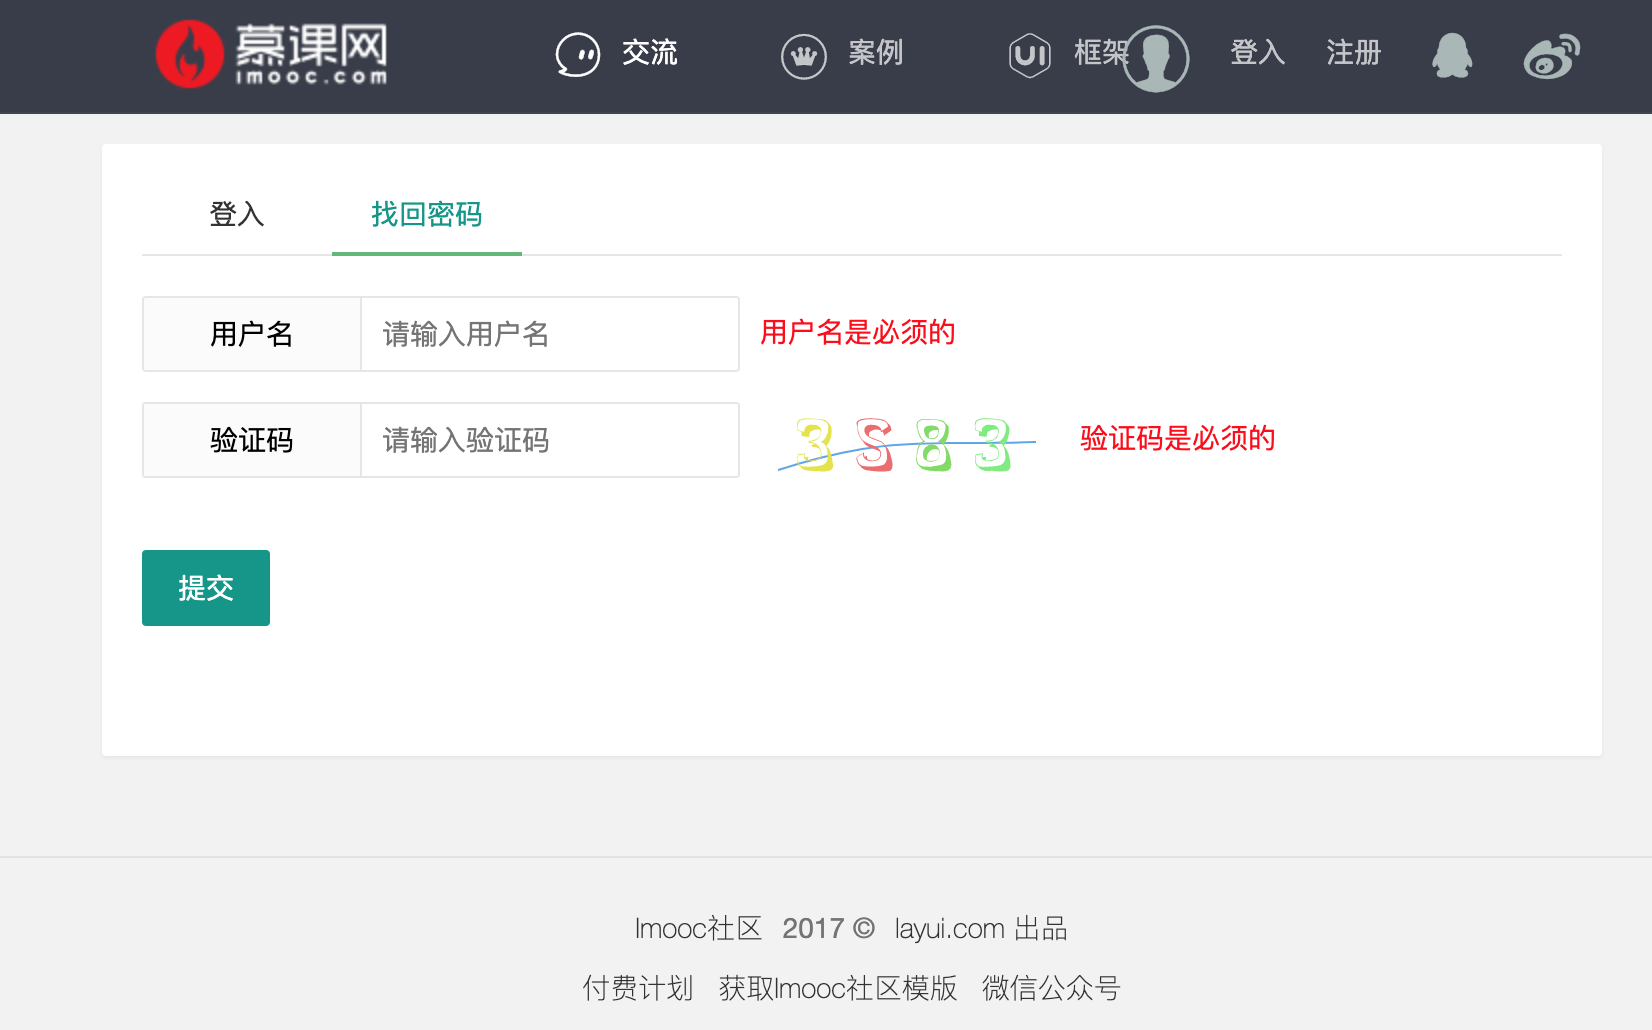 慕课网 imooc.com 交流 案例 框架 登入 注册
登入 找回密码
用户名 请输入用户名 用户名是必须的
验证码 请输入验证码 3S83 验证码是必须的
提交
Imooc社区 2017 © layui.com 出品
付费计划 获取Imooc社区模版 微信公众号